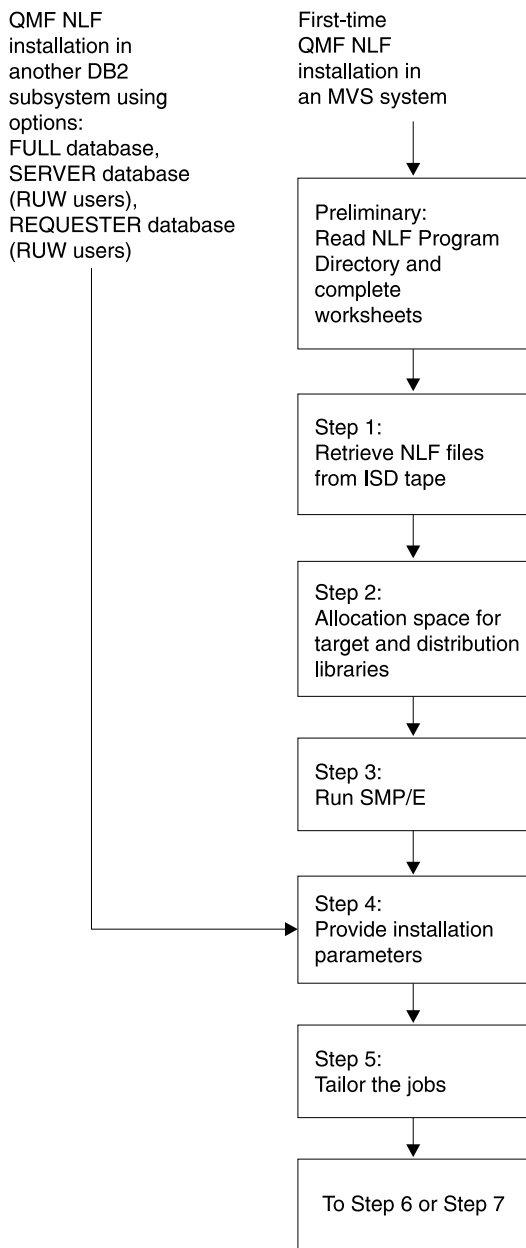 QMF NLF
installation in
another DB2
subsystem using
options:
FULL database,
SERVER database
(RUW users),
REQUESTER database
(RUW users)
First-time
QMF NLF
installation in
an MVS system
Preliminary:
Read NLF Program
Directory and
complete
worksheets
Step 1:
Retrieve NLF files
from ISD tape
Step 2:
Allocation space for
target and distribution
libraries
Step 3:
Run SMP/E
Step 4:
Provide installation
parameters
Step 5:
Tailor the jobs
To Step 6 or Step 7